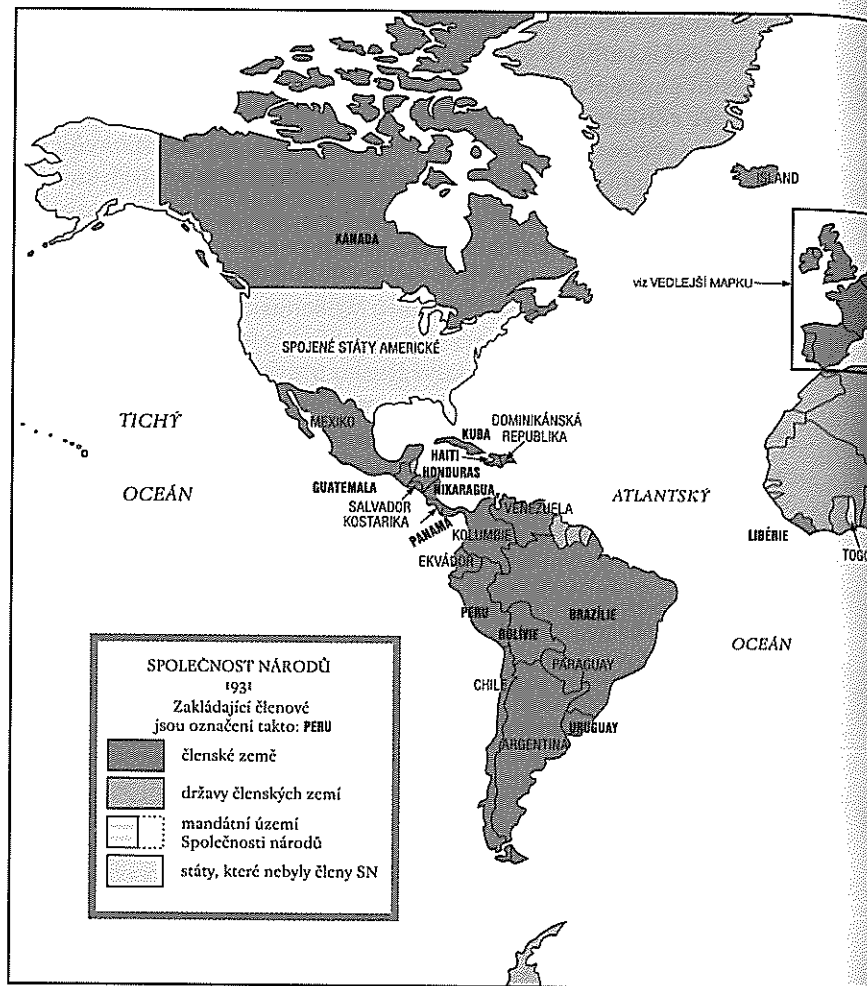 ISLAND
KANADA
viz VEDLEJŠÍ MAPKU
SPOJENÉ STÁTY AMERICKÉ
TICHÝ
OCEÁN
MEXIKO
KUBA
DOMINIKÁNSKÁ
REPUBLIKA
HAITI
HONDURAS
GUATEMALA
NIKARAGUA
SALVADOR
KOSTARIKA
PANAMA
VENEZUELA
KOLUMBIE
EKVÁDOR
ATLANTSKÝ
OCEÁN
LIBÉRIE
TOGO
PERU
BRAZÍLIE
BOLÍVIE
PARAGUAY
CHILE
URUGUAY
ARGENTINA
SPOLEČNOST NÁRODŮ
1931
Zakládající členové
jsou označení takto: PERU
členské země
državy členských zemí
mandátní území
Společnosti národů
státy, které nebyly členy SN